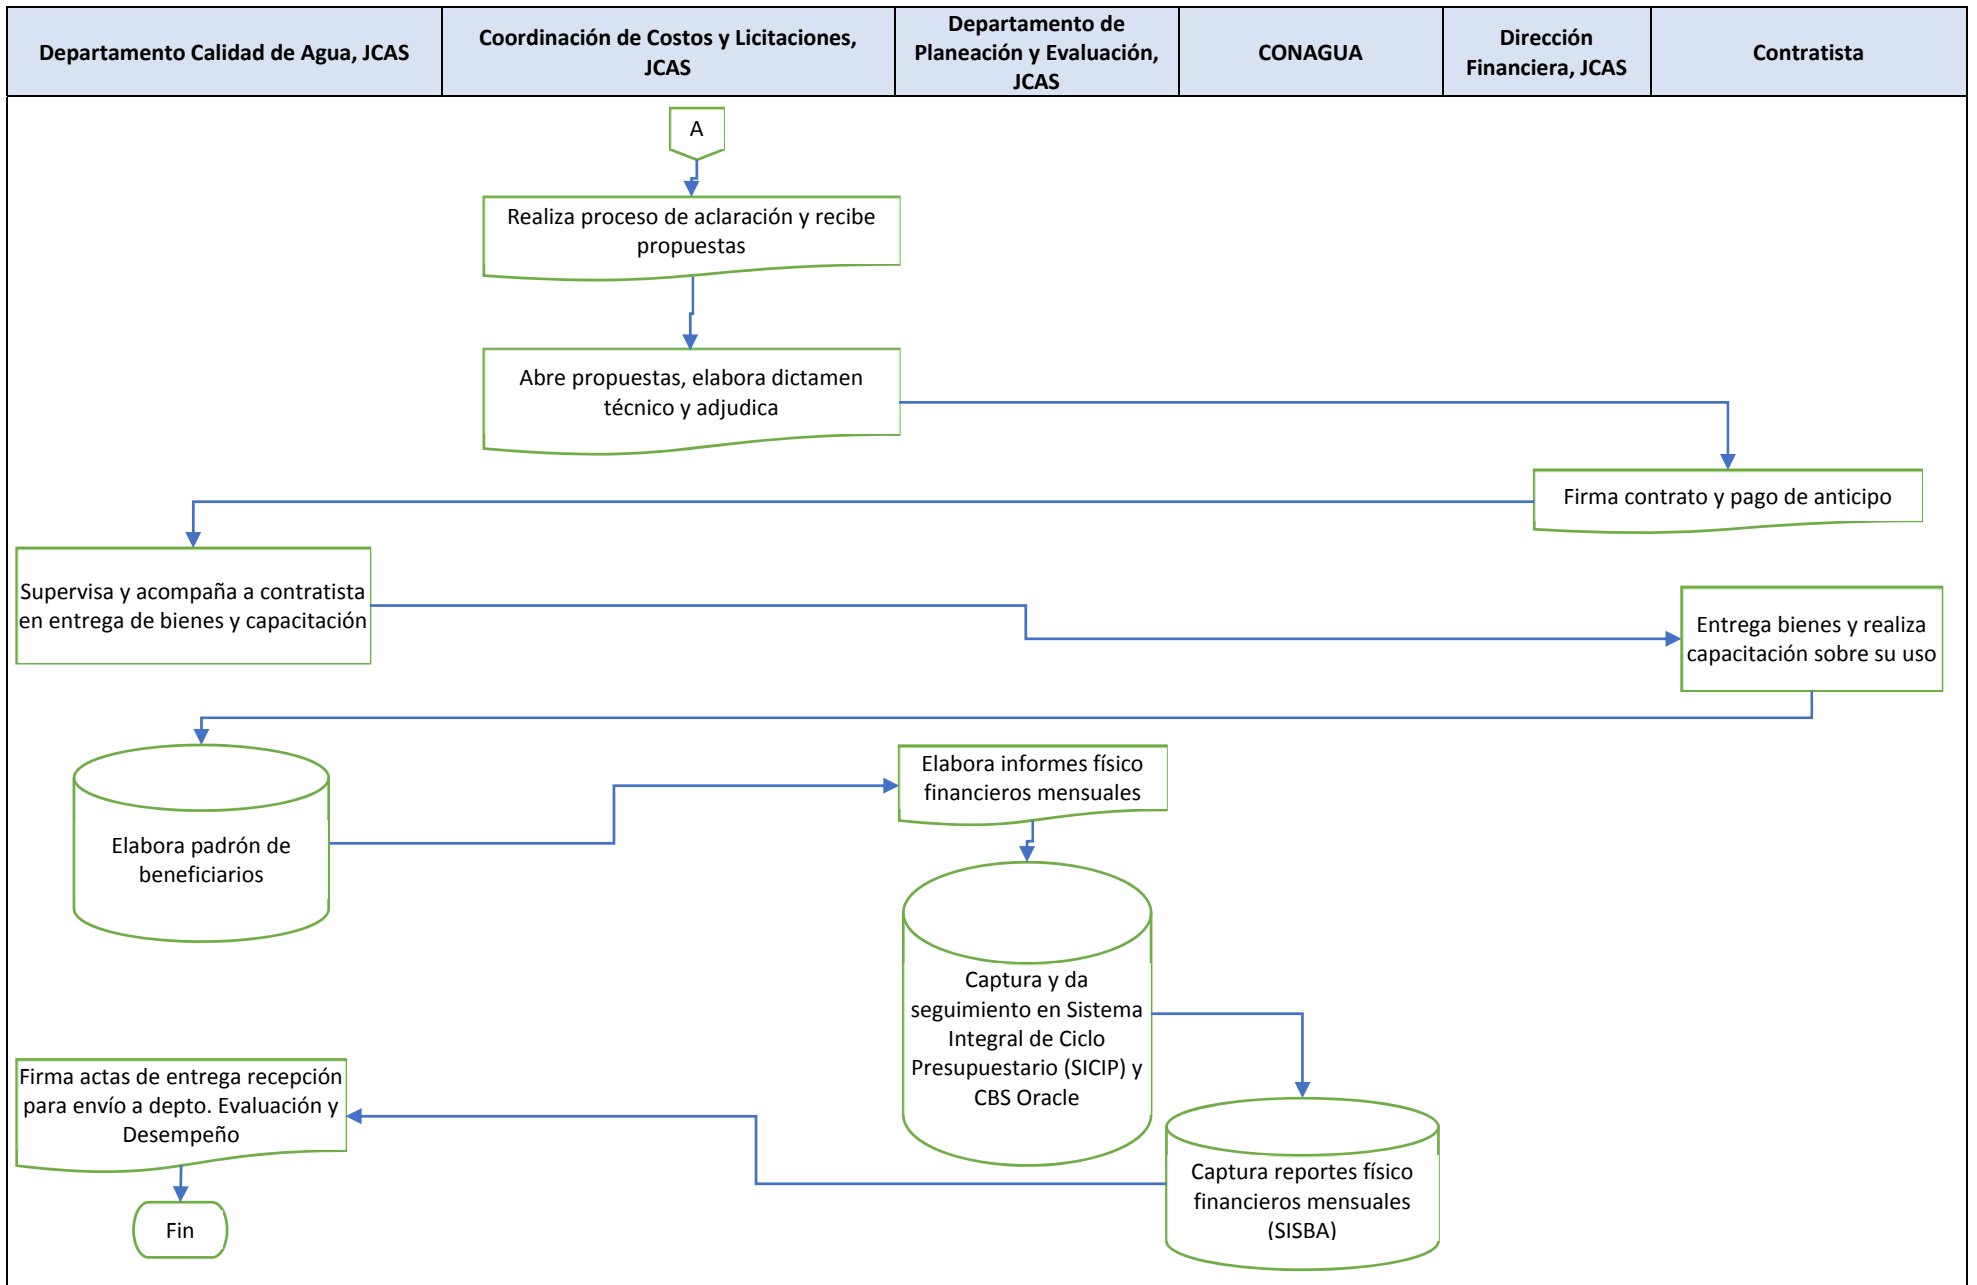 Departamento Calidad de Agua, JCAS
Coordinación de Costos y Licitaciones,
JCAS
Departamento de
Planeación y Evaluación,
JCAS
CONAGUA
Dirección
Financiera, JCAS
Contratista
A
Realiza proceso de aclaración y recibe
propuestas
Abre propuestas, elabora dictamen
técnico y adjudica
Firma contrato y pago de anticipo
Supervisa y acompaña a contratista
en entrega de bienes y capacitación
Entrega bienes y realiza
capacitación sobre su uso
Elabora padrón de
beneficiarios
Elabora informes físico
financieros mensuales
Captura y da
seguimiento en Sistema
Integral de Ciclo
Presupuestario (SICIP) y
CBS Oracle
Captura reportes físico
financieros mensuales
(SISBA)
Firma actas de entrega recepción
para envío a depto. Evaluación y
Desempeño
Fin